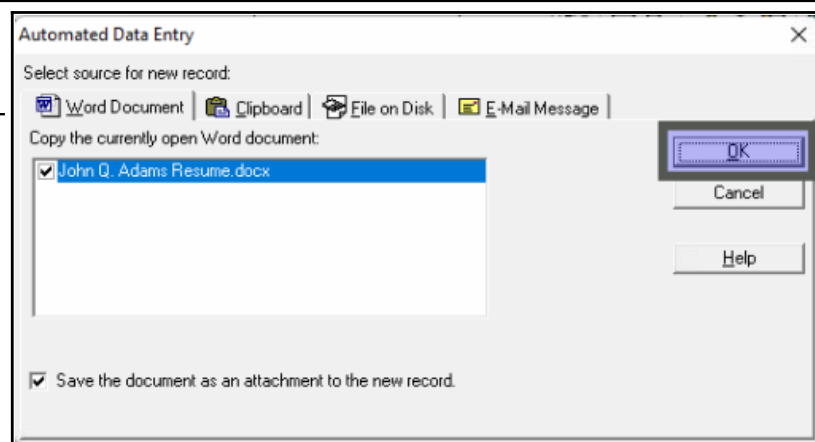 Automated Data Entry
Select source for new record:
Word Document Clipboard File on Disk E-Mail Message
Copy the currently open Word document:
John Q. Adams Resume.docx
OK
Cancel
Help
Save the document as an attachment to the new record.